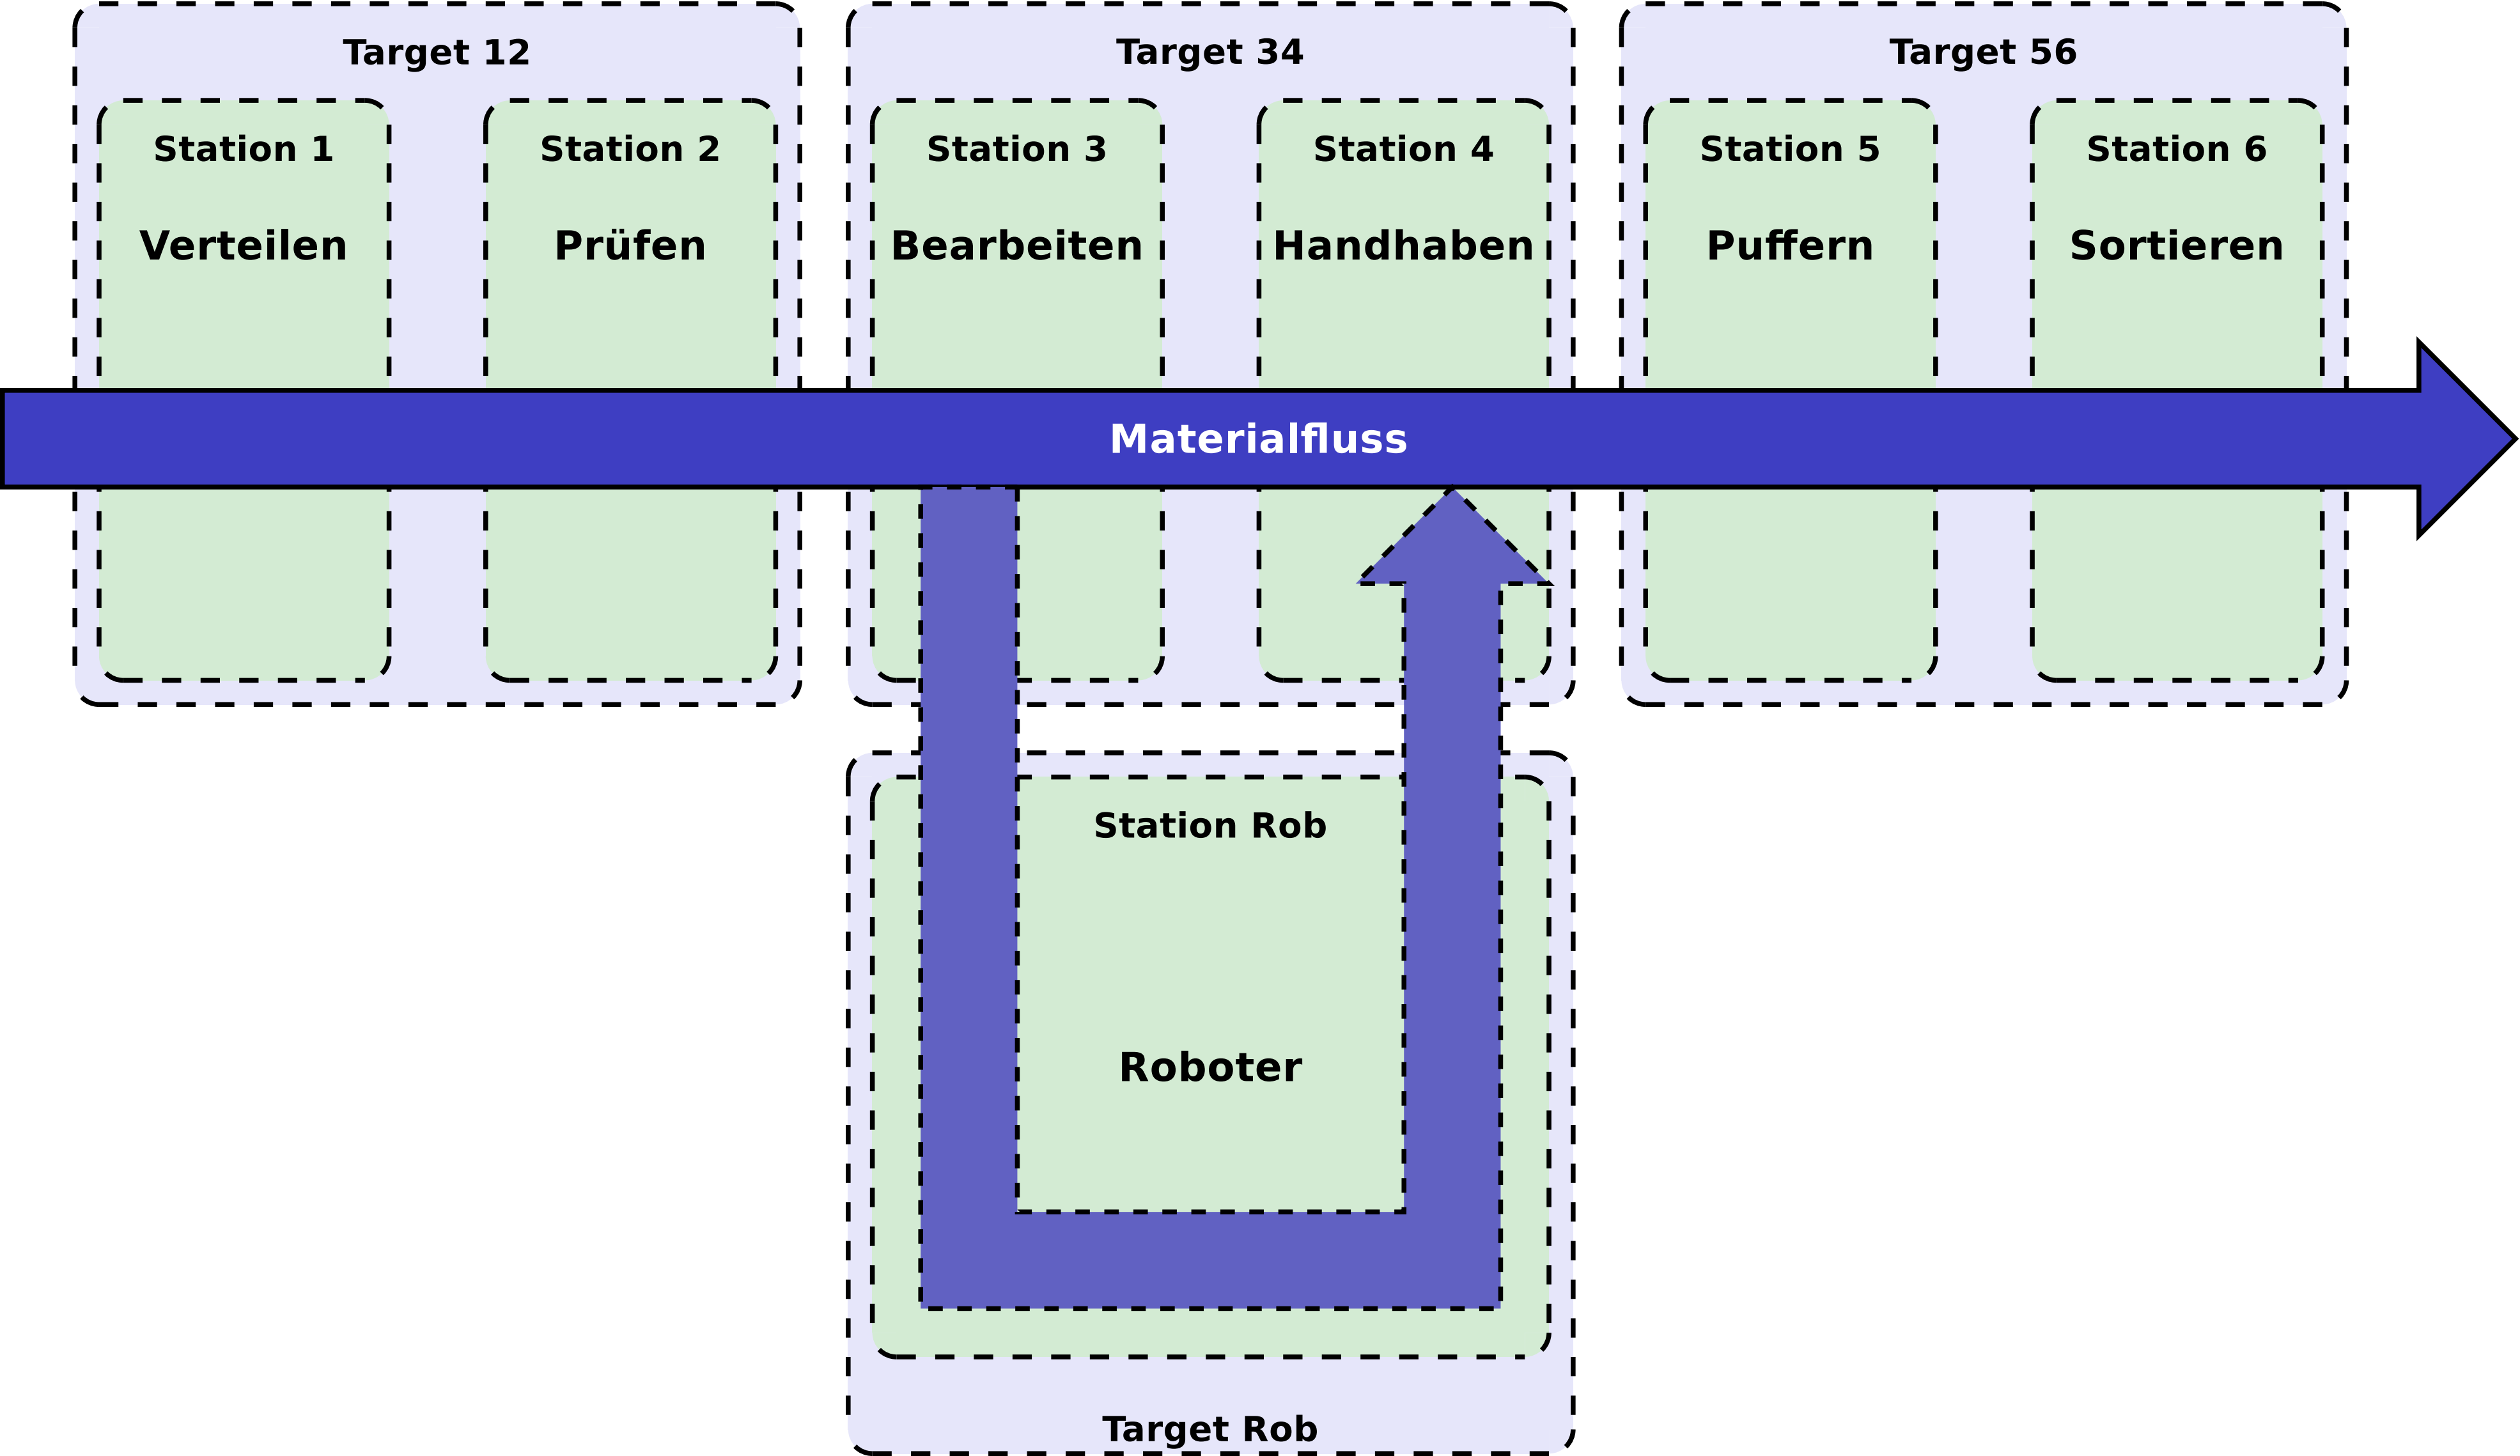 Target 12
Target 34
Target 56
Station 1
Station 2
Station 3
Station 4
Station 5
Station 6
Verteilen
Prüfen
Bearbeiten
Handhaben
Puffern
Sortieren
Materialfluss
Station Rob
Roboter
Target Rob